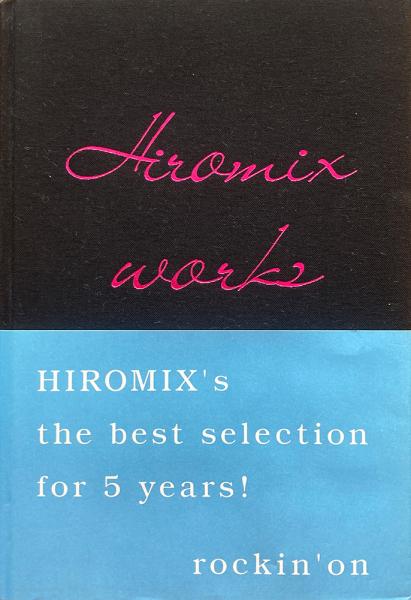 Hiromix
works
HIROMIX's
the best selection
for 5 years!
rockin'on